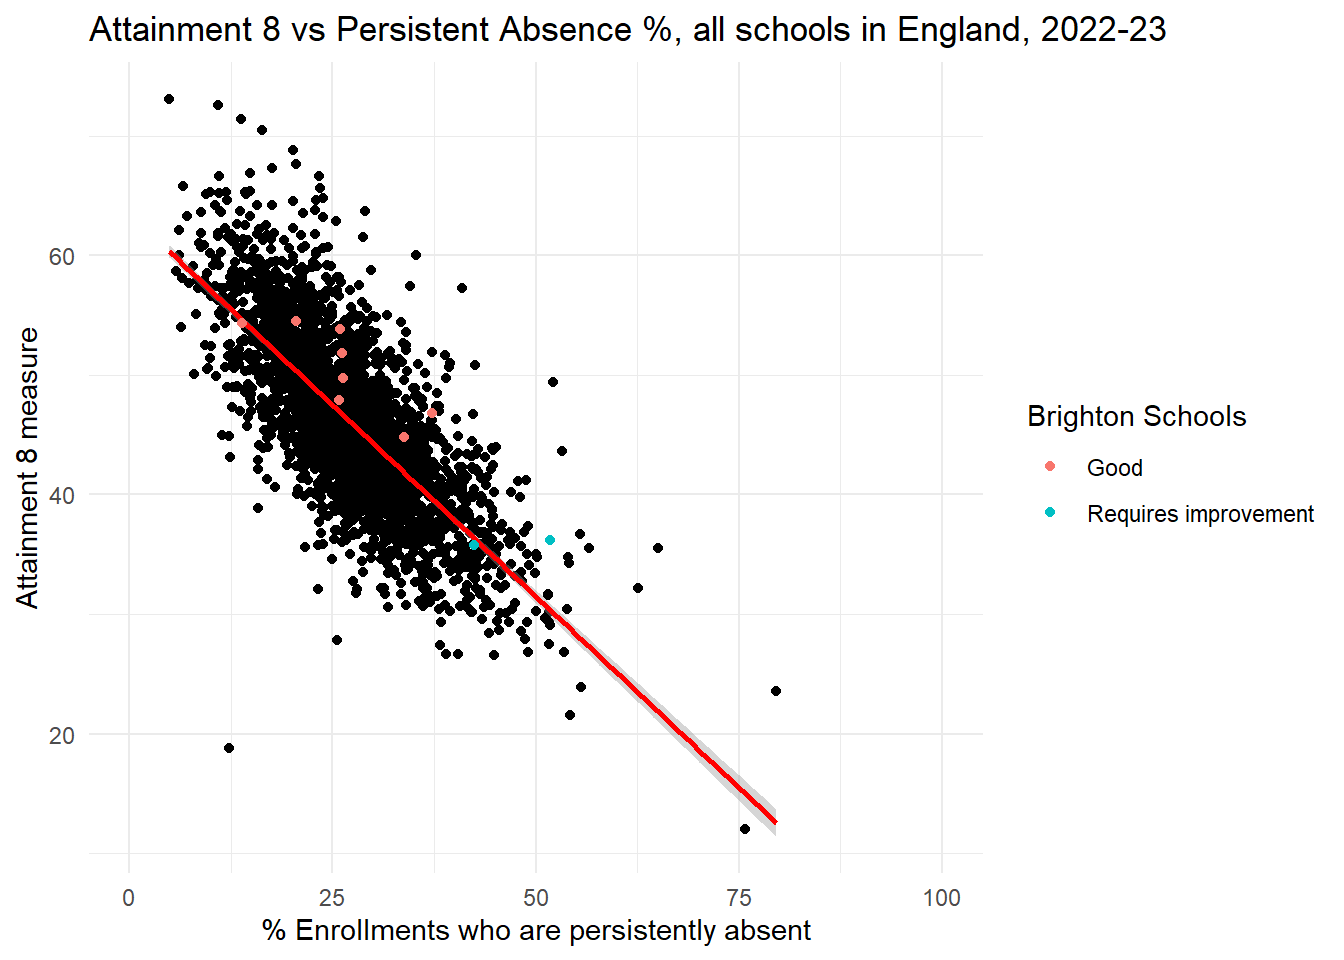 Attainment 8 vs Persistent Absence %, all schools in England, 2022-23
Attainment 8 measure
60
40
20
0
25
50
75
100
% Enrollments who are persistently absent
Brighton Schools
Good
Requires improvement